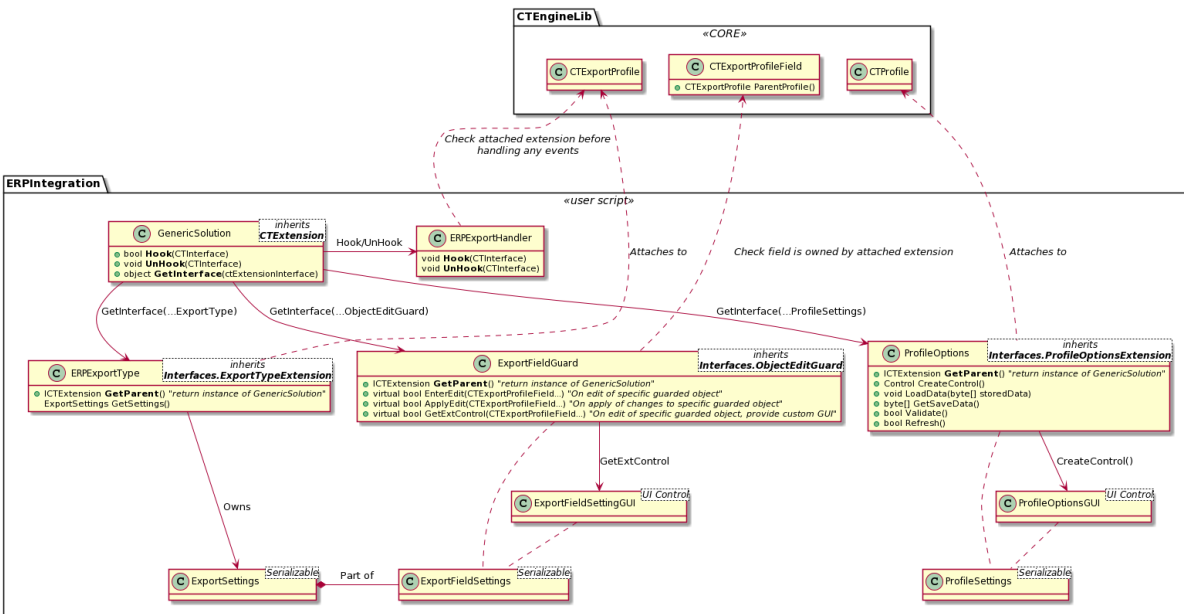 CTEngineLib
«CORE»
C CTExportProfile
C CTExportProfileField
CTExportProfile ParentProfile()
C CTProfile
Check attached extension before
handling any events
ERPIntegration
«user script»
C GenericSolution
inherits
CTExtension
bool Hook(CTInterface)
void UnHook(CTInterface)
object GetInterface(ctExtensionInterface)
Hook/UnHook
C ERPExportHandler
void Hook(CTInterface)
void UnHook(CTInterface)
Attaches to
Check field is owned by attached extension
Attaches to
GetInterface(...ExportType)
GetInterface(...ObjectEditGuard)
GetInterface(...ProfileSettings)
C ERPExportType
inherits
Interfaces.ExportTypeExtension
ICTExtension GetParent() "return instance of GenericSolution"
ExportSettings GetSettings()
C ExportFieldGuard
inherits
Interfaces.ObjectEditGuard
ICTExtension GetParent() "return instance of GenericSolution"
virtual bool EnterEdit(CTExportProfileField...) "On edit of specific guarded object"
virtual bool ApplyEdit(CTExportProfileField...) "On apply of changes to specific guarded object"
virtual bool GetExtControl(CTExportProfileField...) "On edit of specific guarded object, provide custom GUI"
C ProfileOptions
inherits
Interfaces.ProfileOptionsExtension
ICTExtension GetParent() "return instance of GenericSolution"
Control CreateControl()
void LoadData(byte[] storedData)
byte[] GetSaveData()
bool Validate()
bool Refresh()
GetExtControl
CreateControl()
C ExportFieldSettingGUI
UI Control
C ProfileOptionsGUI
UI Control
Owns
C ExportSettings
Serializable
Part of
C ExportFieldSettings
Serializable
C ProfileSettings
Serializable